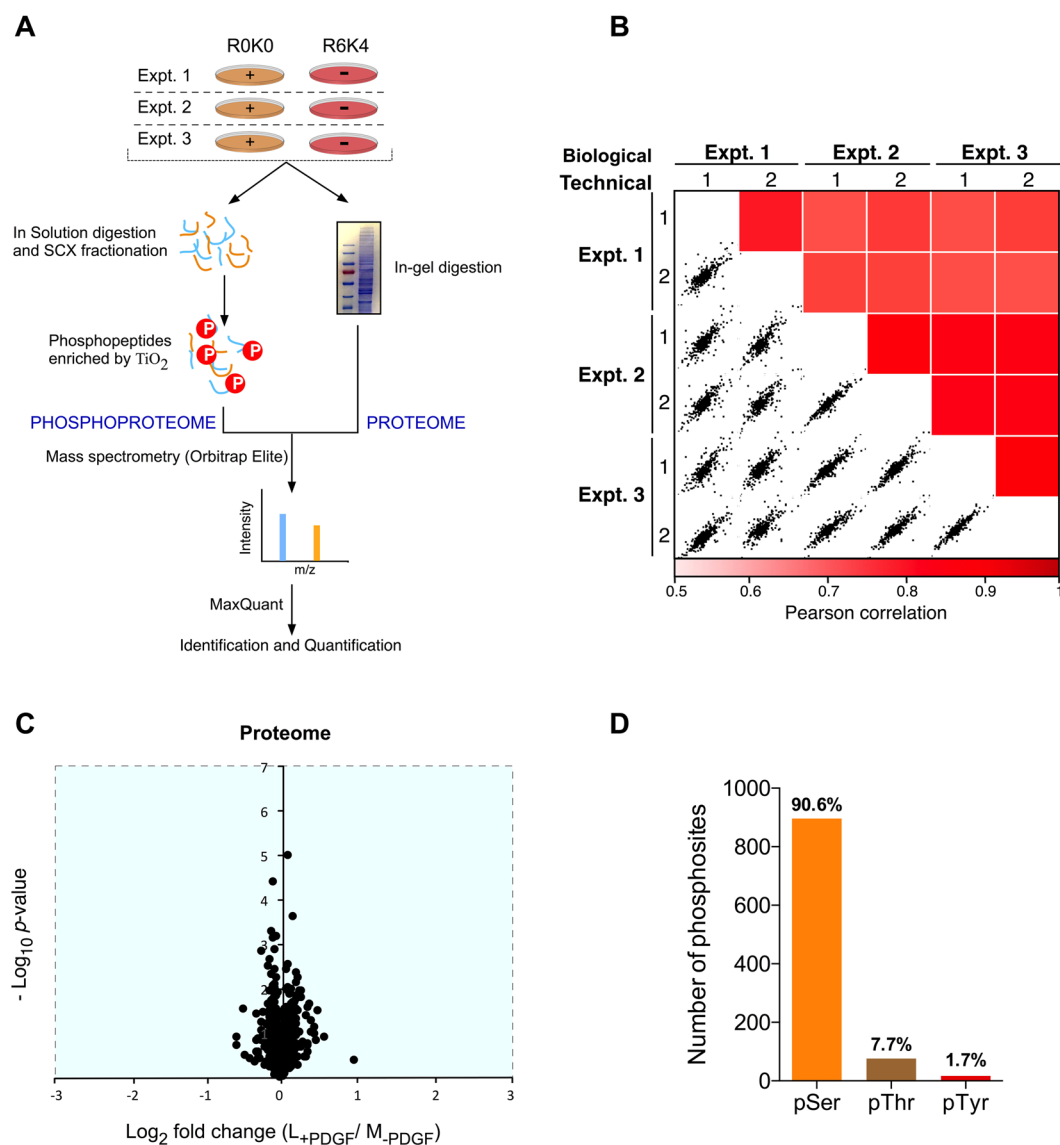 A
R0K0 R6K4
Expt. 1 + -
Expt. 2 + -
Expt. 3 + -
In Solution digestion
and SCX fractionation
In-gel digestion
Phosphopeptides
enriched by TiO2
P
P
P
P
PHOSPHOPROTEOME PROTEOME
Mass spectrometry (Orbitrap Elite)
Intensity
m/z
MaxQuant
Identification and Quantification
B
Biological Expt. 1 Expt. 2 Expt. 3
Technical 1 2 1 2 1 2
Expt. 1
1
2
Expt. 2
1
2
Expt. 3
1
2
0.5 0.6 0.7 0.8 0.9 1
Pearson correlation
C
Proteome
- Log10 p-value
7
6
5
4
3
2
-3 -2 -1 0 1 2 3
Log2 fold change (L+PDGF/ M-PDGF)
D
Number of phosphosites
1000
800
600
400
200
0
90.6%
7.7%
1.7%
pSer pThr pTyr